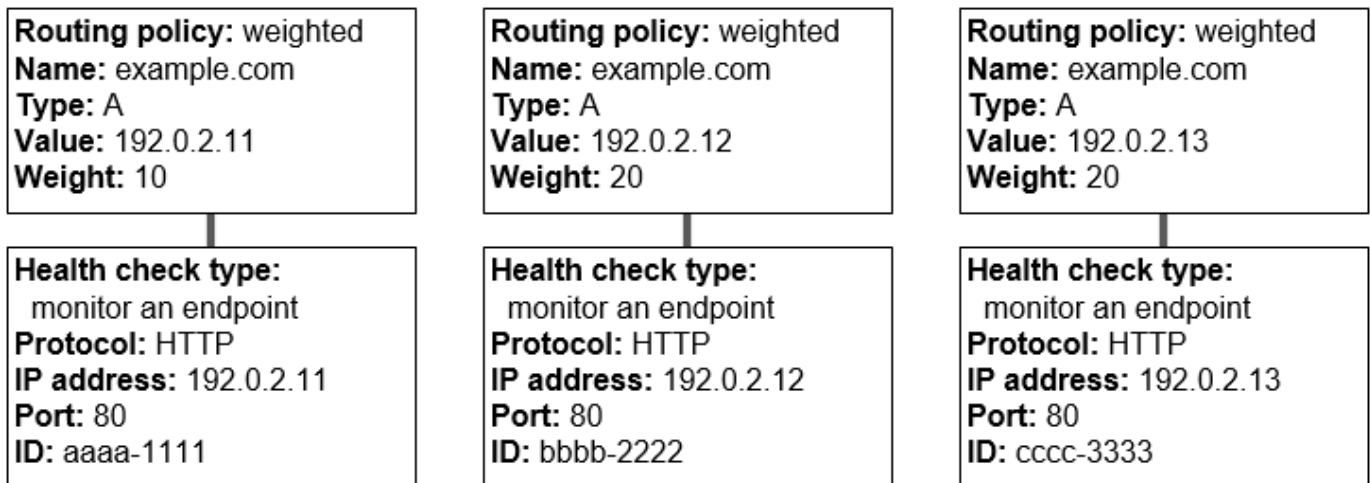 Routing policy: weighted
Name: example.com
Type: A
Value: 192.0.2.11
Weight: 10
Health check type:
monitor an endpoint
Protocol: HTTP
IP address: 192.0.2.11
Port: 80
ID: aaaa-1111
Routing policy: weighted
Name: example.com
Type: A
Value: 192.0.2.12
Weight: 20
Health check type:
monitor an endpoint
Protocol: HTTP
IP address: 192.0.2.12
Port: 80
ID: bbbb-2222
Routing policy: weighted
Name: example.com
Type: A
Value: 192.0.2.13
Weight: 20
Health check type:
monitor an endpoint
Protocol: HTTP
IP address: 192.0.2.13
Port: 80
ID: cccc-3333